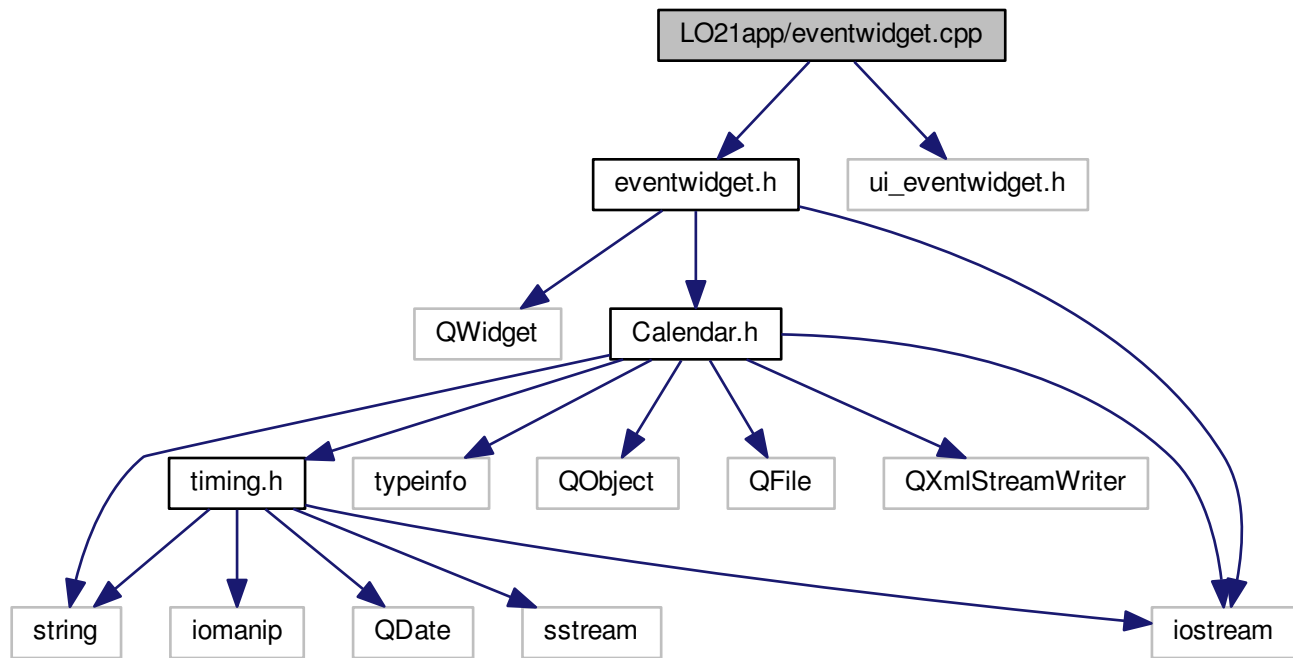 LO21app/eventwidget.cpp
eventwidget.h
ui_eventwidget.h
QWidget
Calendar.h
timing.h
typeinfo
QObject
QFile
QXmlStreamWriter
string
iomanip
QDate
sstream
iostream